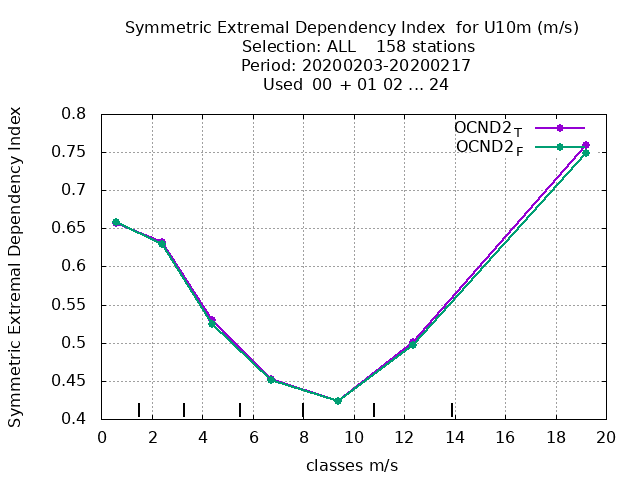 Symmetric Extremal Dependency Index  for U10m (m/s)
Selection: ALL    158 stations
Period: 20200203-20200217
Used  00 + 01 02 ... 24
Symmetric Extremal Dependency Index
OCND2T
OCND2F
0.8
0.75
0.7
0.65
0.6
0.55
0.5
0.45
0.4
0 2 4 6 8 10 12 14 16 18 20
classes m/s